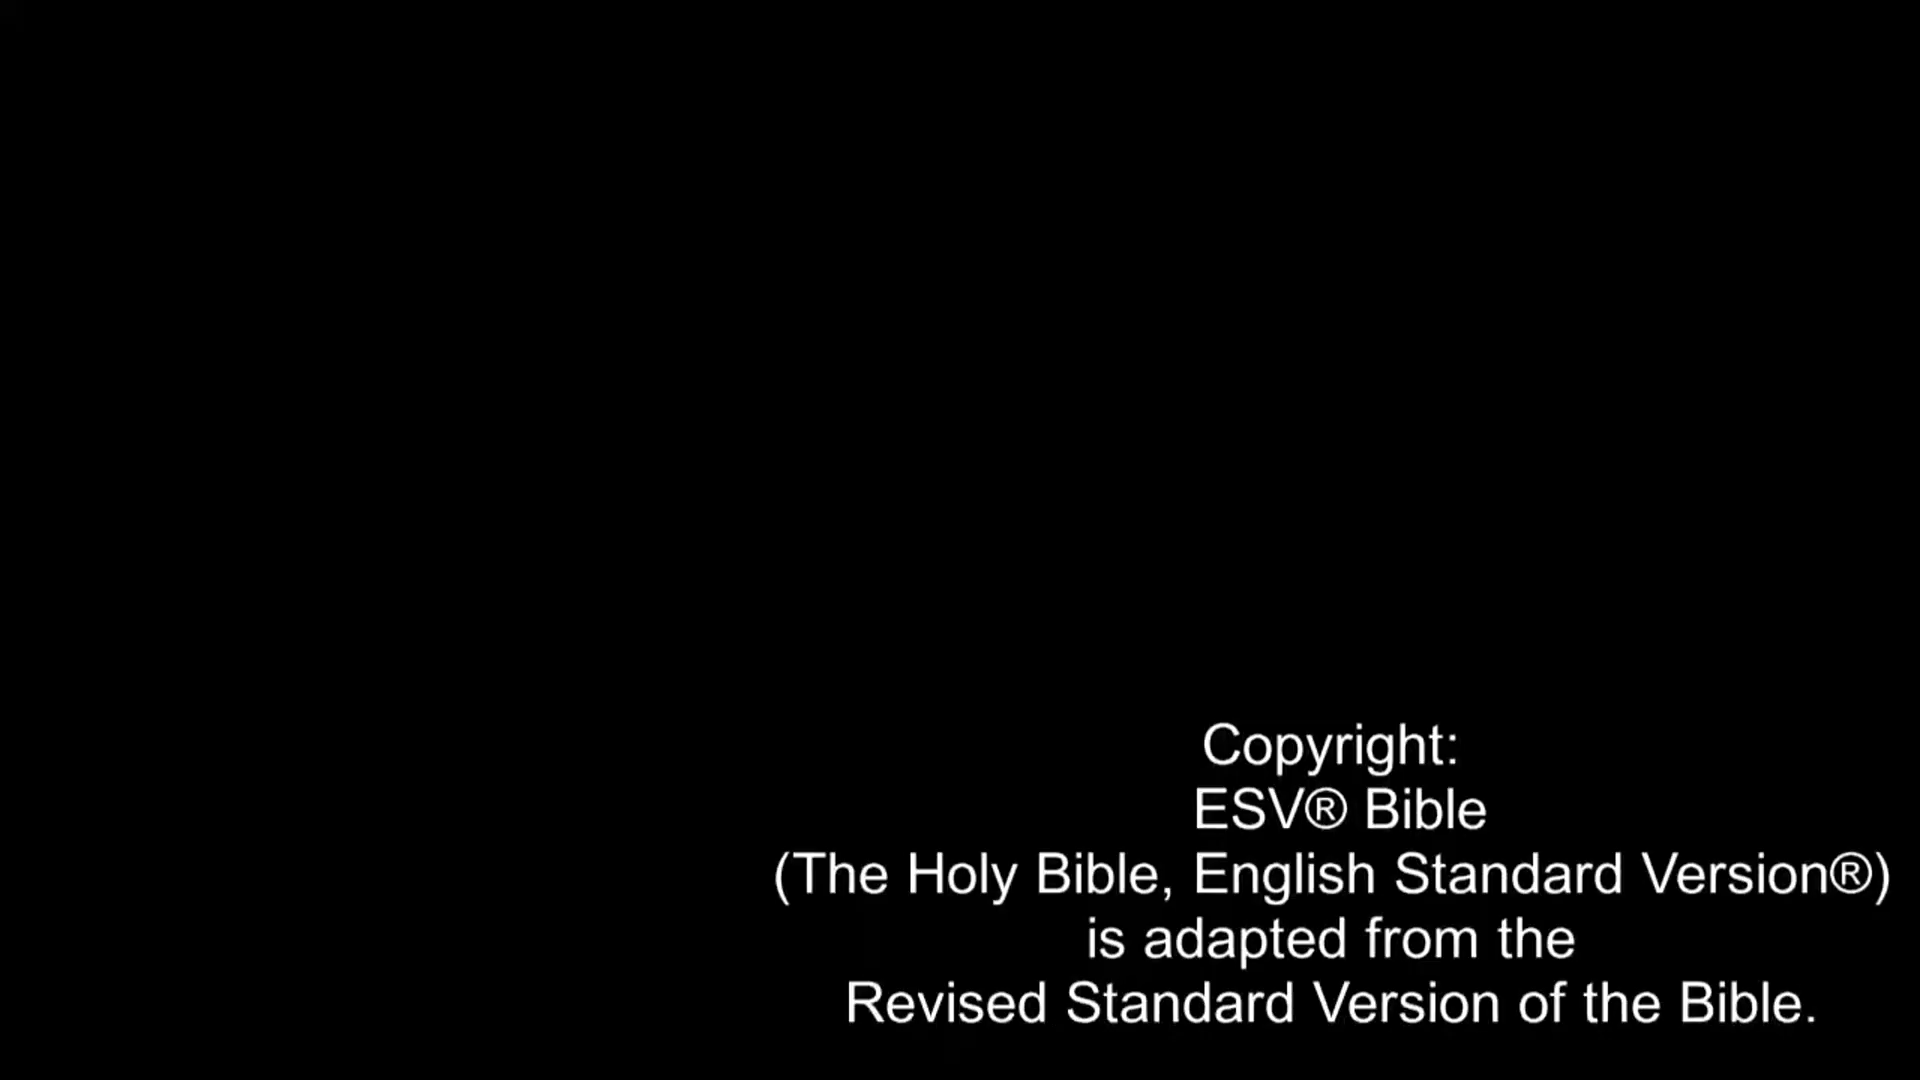 Copyright:
ESV® Bible
(The Holy Bible, English Standard Version®)
is adapted from the
Revised Standard Version of the Bible.